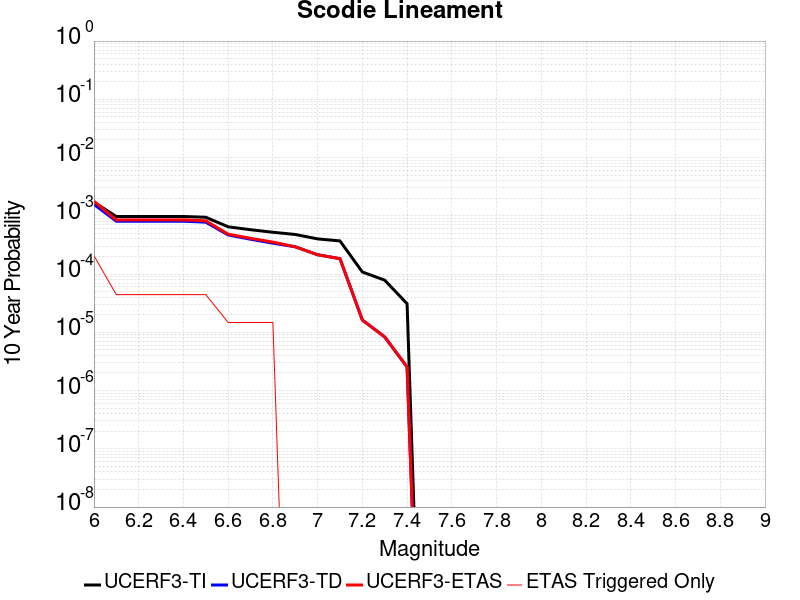 Scodie Lineament
10^0
10^-1
10^-2
10^-3
10^-4
10^-5
10^-6
10^-7
10^-8
10 Year Probability
6 6.2 6.4 6.6 6.8 7 7.2 7.4 7.6 7.8 8 8.2 8.4 8.6 8.8 9
Magnitude
UCERF3-TI UCERF3-TD UCERF3-ETAS ETAS Triggered Only